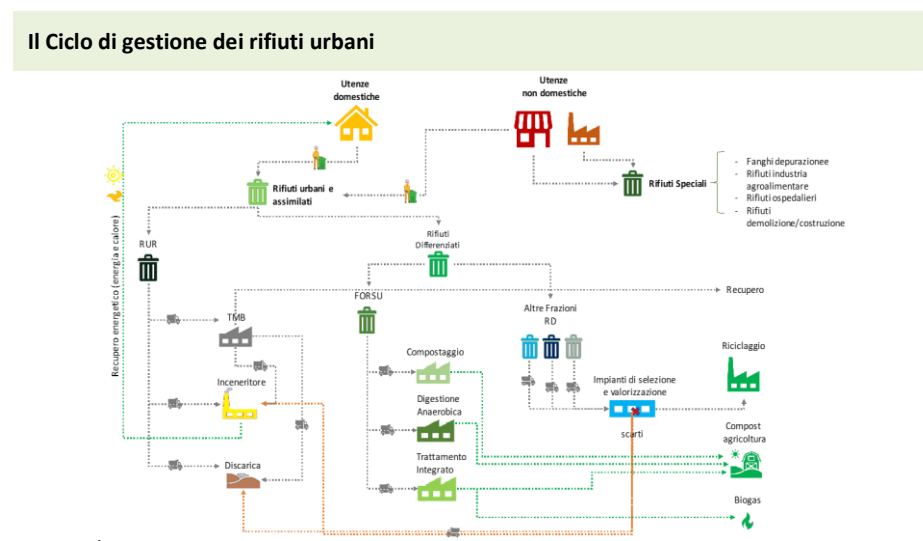 Il Ciclo di gestione dei rifiuti urbani
Utenze
domestiche
Utenze
non domestiche
Rifiuti urbani e
assimilati
Rifiuti Speciali
- Fanghi depurazionee
- Rifiuti industria
agroalimentare
- Rifiuti ospedalieri
- Rifiuti
demolizione/costruzione
Recupero energetico (energia e calore)
RUR
Rifiuti
Differenziati
TMB
FORSU
Altre Frazioni
RD
Recupero
Compostaggio
Riciclaggio
Inceneritore
Digestione
Anaerobica
Impianti di selezione
e valorizzazione
scarti
Compost
agricoltura
Trattamento
Integrato
Discarica
Biogas